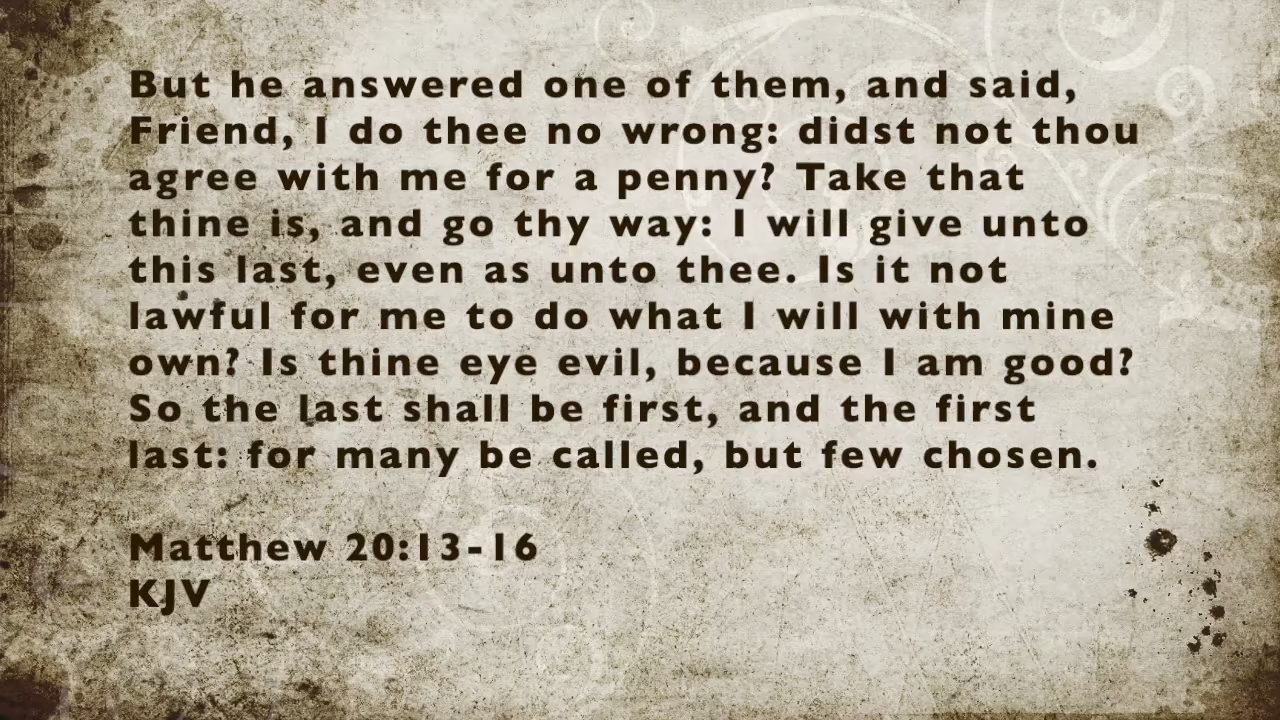 But he answered one of them, and said,
Friend, I do thee no wrong: didst not thou
agree with me for a penny? Take that
thine is, and go thy way: I will give unto
this last, even as unto thee. Is it not
lawful for me to do what I will with mine
own? Is thine eye evil, because I am good?
So the last shall be first, and the first
last: for many be called, but few chosen.
Matthew 20:13-16
KJV